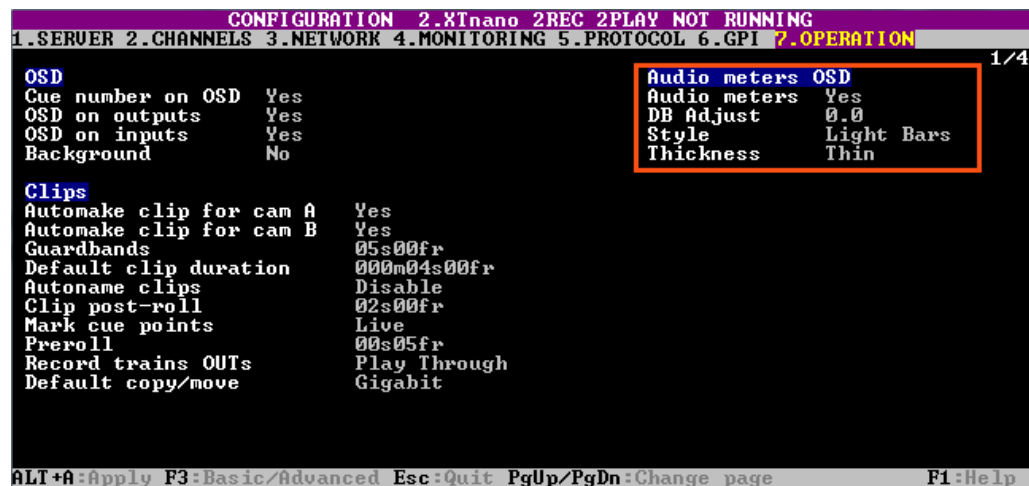 CONFIGURATION 2.XTnano 2REC 2PLAY NOT RUNNING
1.SERVER 2.CHANNELS 3.NETWORK 4.MONITORING 5.PROTOCOL 6.GPI 7.OPERATION
1/4
OSD
Cue number on OSD Yes
OSD on outputs Yes
OSD on inputs Yes
Background No
Audio meters OSD
Audio meters Yes
DB Adjust 0.0
Style Light Bars
Thickness Thin
Clips
Automake clip for cam A Yes
Automake clip for cam B Yes
Guardbands 05s00fr
Default clip duration 000m04s00fr
Autoname clips Disable
Clip post-roll 02s00fr
Mark cue points Live
Preroll 00s05fr
Record trains OUTs Play Through
Default copy/move Gigabit
ALT+A:Apply F3:Basic/Advanced Esc:Quit PgUp/PgDn:Change page F1:Help